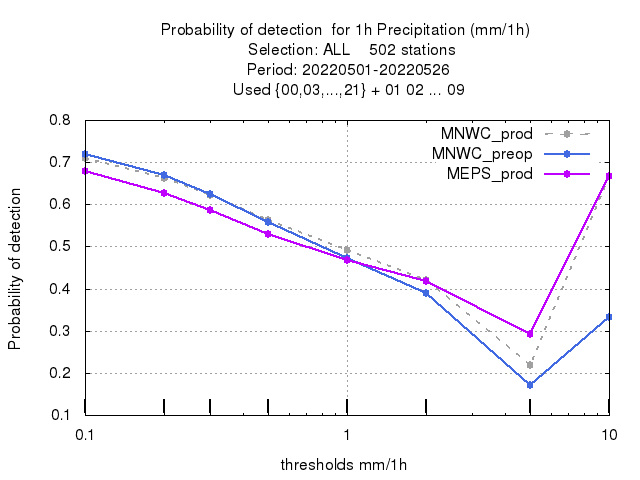 Probability of detection  for 1h Precipitation (mm/1h)
Selection: ALL    502 stations
Period: 20220501-20220526
Used {00,03,...,21} + 01 02 ... 09
MNWC_prod
MNWC_preop
MEPS_prod
Probability of detection
0.8
0.7
0.6
0.5
0.4
0.3
0.2
0.1
0.1
1
10
thresholds mm/1h